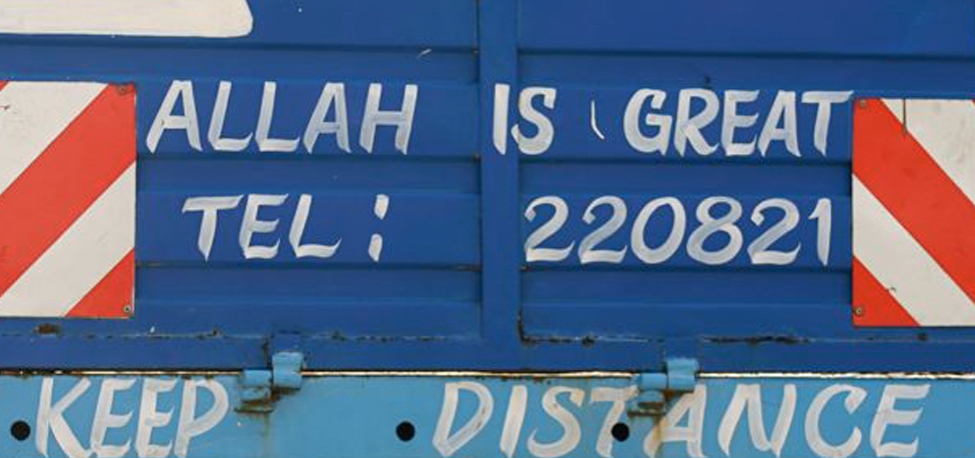 ALLAH IS GREAT
TEL: 220821
KEEP DISTANCE